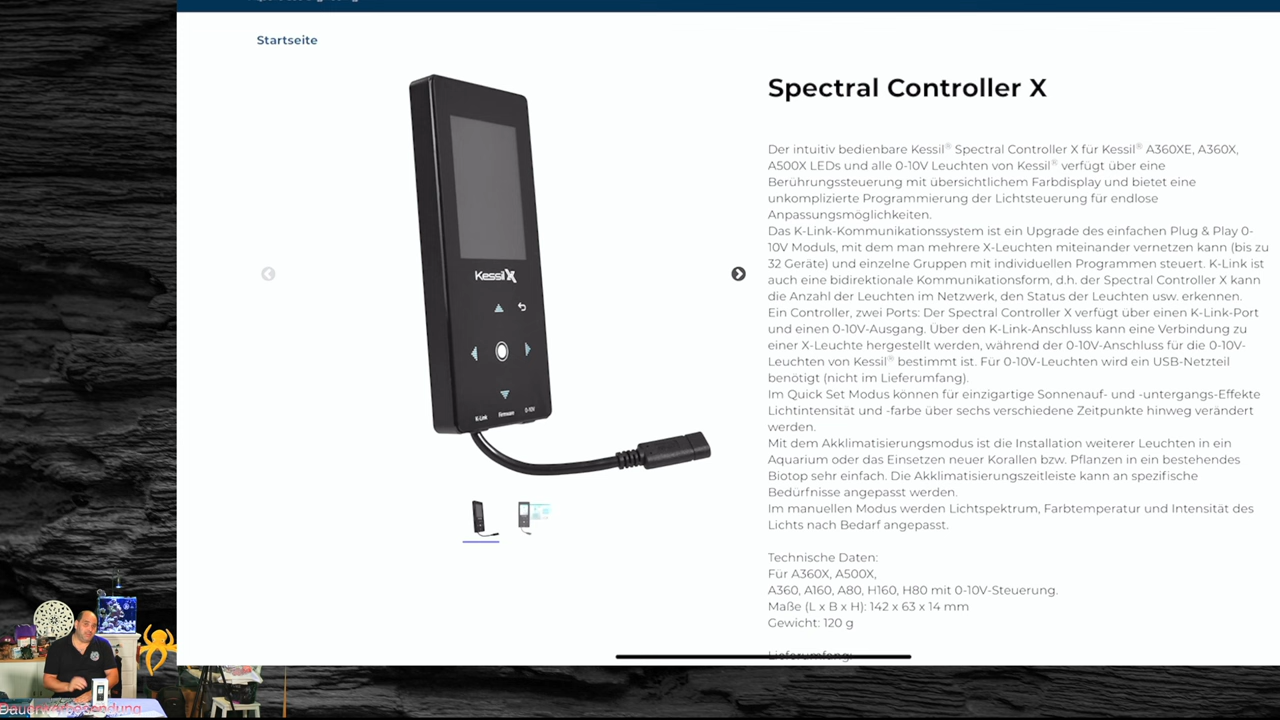 Startseite
Spectral Controller X
Der intuitiv bedienbare Kessil® Spectral Controller X für Kessil® A360XE, A360X,
A500X LEDs und alle 0-10V Leuchten von Kessil® verfügt über eine
Berührungssteuerung mit übersichtlichem Farbdisplay und bietet eine
unkomplizierte Programmierung der Lichtsteuerung für endlose
Anpassungsmöglichkeiten.
Das K-Link-Kommunikationssystem ist ein Upgrade des einfachen Plug & Play 0-
10V Moduls, mit dem man mehrere X-Leuchten miteinander vernetzen kann (bis zu
32 Geräte) und einzelne Gruppen mit individuellen Programmen steuert. K-Link ist
auch eine bidirektionale Kommunikationsform, d.h. der Spectral Controller X kann
die Anzahl der Leuchten im Netzwerk, den Status der Leuchten usw. erkennen.
Ein Controller, zwei Ports: Der Spectral Controller X verfügt über einen K-Link-Port
und einen 0-10V-Ausgang. Über den K-Link-Anschluss kann eine Verbindung zu
einer X-Leuchte hergestellt werden, während der 0-10V-Anschluss für die 0-10V-
Leuchten von Kessil® bestimmt ist. Für 0-10V-Leuchten wird ein USB-Netzteil
benötigt (nicht im Lieferumfang).
Im Quick Set Modus können für einzigartige Sonnenauf- und -untergangs-Effekte
Lichtintensität und -farbe über sechs verschiedene Zeitpunkte hinweg verändert
werden.
Mit dem Akklimatisierungsmodus ist die Installation weiterer Leuchten in ein
Aquarium oder das Einsetzen neuer Korallen bzw. Pflanzen in ein bestehendes
Biotop sehr einfach. Die Akklimatisierungszeitleiste kann an spezifische
Bedürfnisse angepasst werden.
Im manuellen Modus werden Lichtspektrum, Farbtemperatur und Intensität des
Lichts nach Bedarf angepasst.
Technische Daten:
Für A360X, A500X,
A360, A160, A80, H160, H80 mit 0-10V-Steuerung.
Maße (L x B x H): 142 x 63 x 14 mm
Gewicht: 120 g
Lieferumfang:
Kessil X
K-Link Firmware 0-10V
Dauerwerbesendung